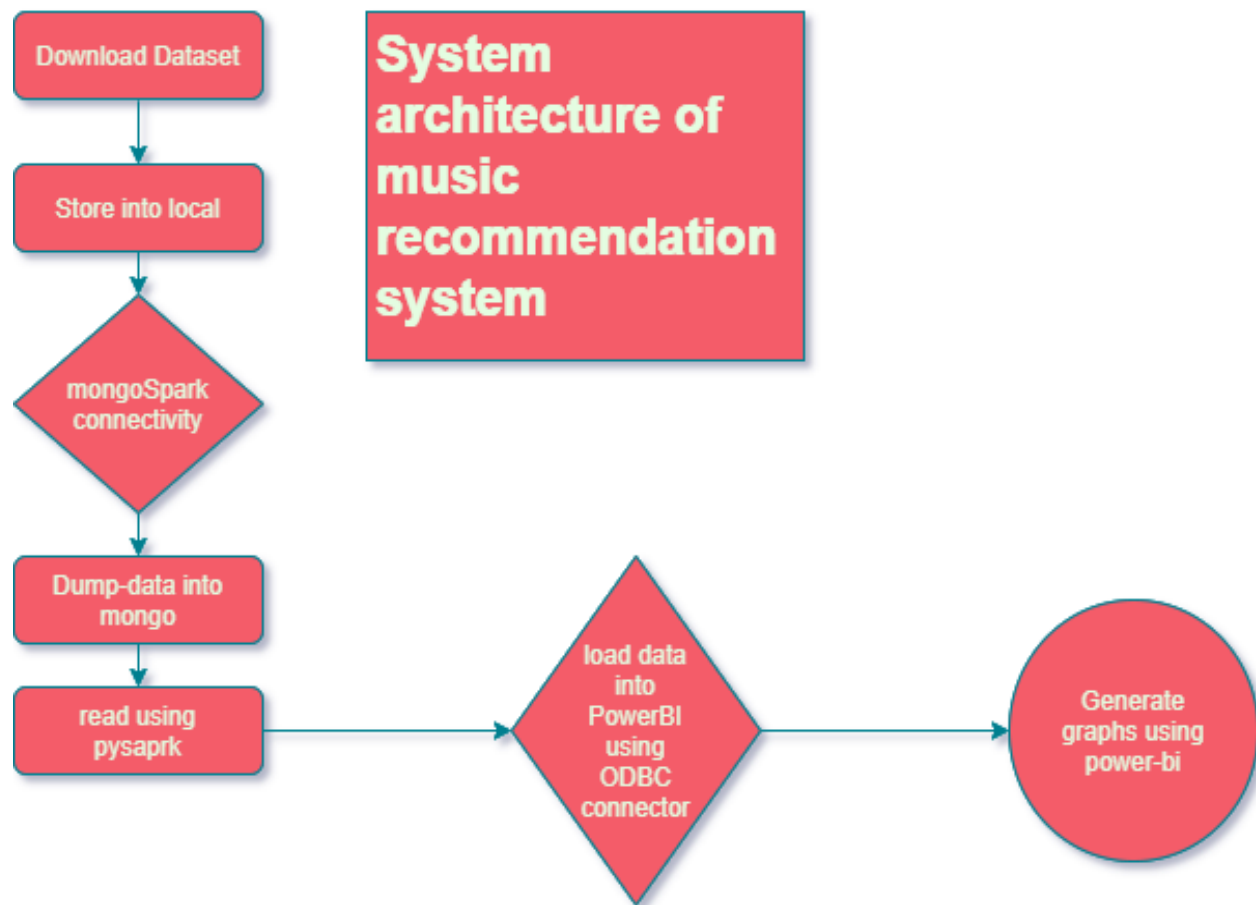 Download Dataset
System
architecture of
music
recommendation
system
Store into local
mongoSpark
connectivity
Dump-data into
mongo
read using
pysaprk
load data
into
PowerBI
using
ODBC
connector
Generate
graphs using
power-bi